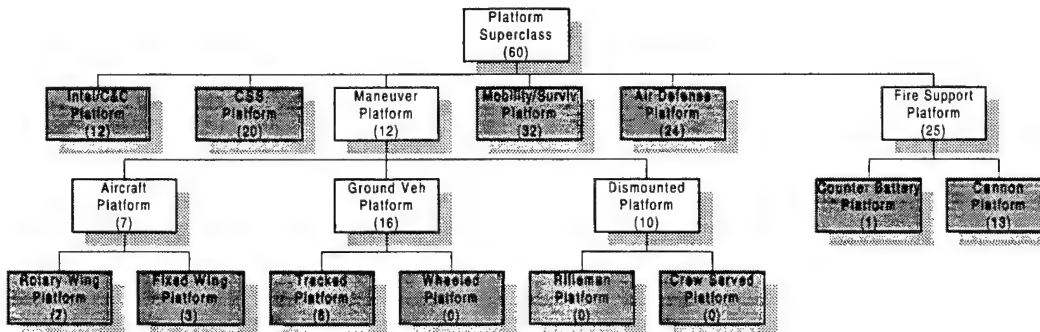 Platform
Superclass
(60)
Intel/C&C
Platform
(12)
CSS
Platform
(20)
Maneuver
Platform
(12)
Mobility/Surviv
Platform
(32)
Air Defense
Platform
(24)
Fire Support
Platform
(25)
Aircraft
Platform
(7)
Ground Veh
Platform
(16)
Dismounted
Platform
(10)
Counter Battery
Platform
(1)
Cannon
Platform
(13)
Rotary Wing
Platform
(7)
Fixed Wing
Platform
(3)
Tracked
Platform
Wheeled
Platform
(0)
Rifleman
Platform
(0)
Crew Served
Platform
(0)